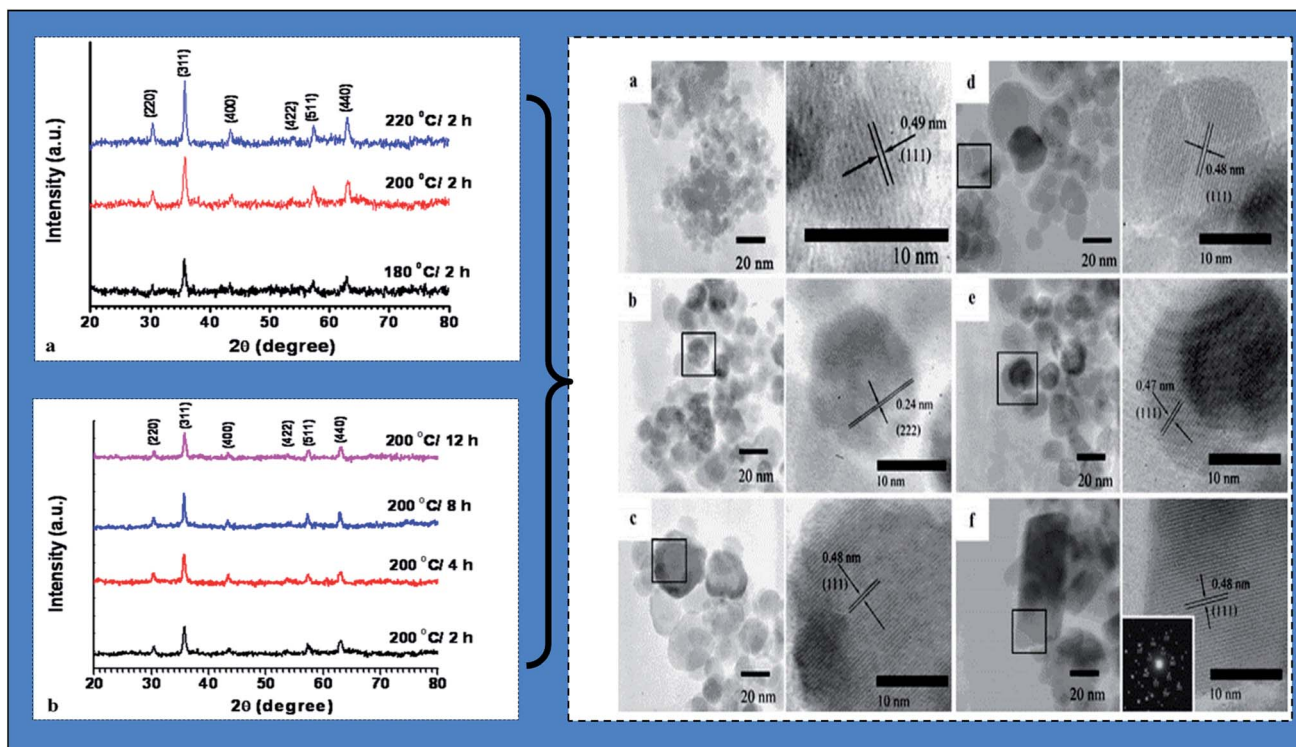 Intensity (a.u.)
(220)
(311)
(400)
(422)
(511)
(440)
220 °C/ 2 h
200 °C/ 2 h
180 °C/ 2 h
20 30 40 50 60 70 80
2θ (degree)
a
Intensity (a.u.)
(220)
(311)
(400)
(422)
(511)
(440)
200 °C/ 12 h
200 °C/ 8 h
200 °C/ 4 h
200 °C/ 2 h
20 30 40 50 60 70 80
2θ (degree)
b
a
20 nm
0.49 nm
(111)
10 nm
d
20 nm
0.48 nm
(111)
10 nm
b
20 nm
0.24 nm
(222)
10 nm
e
20 nm
0.47 nm
(111)
10 nm
c
20 nm
0.48 nm
(111)
10 nm
f
20 nm
0.48 nm
(111)
10 nm